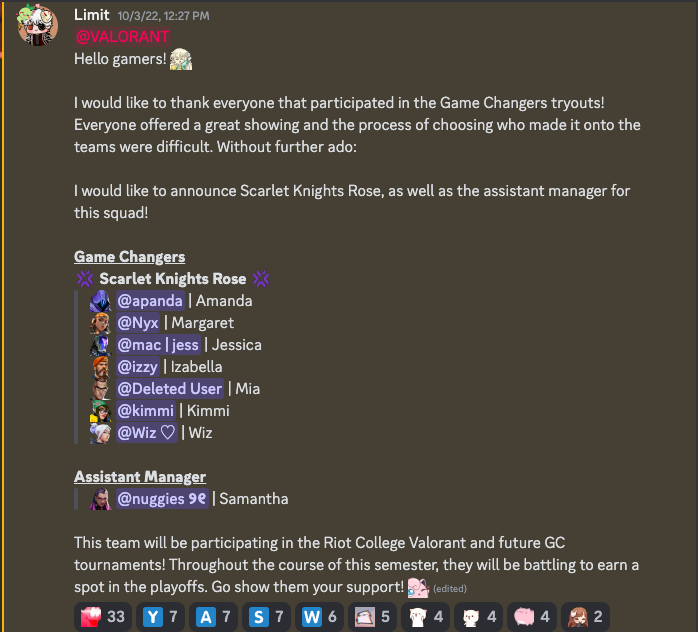 Limit 10/3/22, 12:27 PM
@VALORANT
Hello gamers!
I would like to thank everyone that participated in the Game Changers tryouts!
Everyone offered a great showing and the process of choosing who made it onto the
teams were difficult. Without further ado:
I would like to announce Scarlet Knights Rose, as well as the assistant manager for
this squad!
Game Changers
Scarlet Knights Rose
@apanda | Amanda
@Nyx | Margaret
@mac | jess | Jessica
@izzy | Izabella
@Deleted User | Mia
@kimmi | Kimmi
@Wiz ♡ | Wiz
Assistant Manager
@nuggies ୨୧ | Samantha
This team will be participating in the Riot College Valorant and future GC
tournaments! Throughout the course of this semester, they will be battling to earn a
spot in the playoffs. Go show them your support! (edited)
33 Y 7 A 7 S 7 W 6 5 4 4 4 2